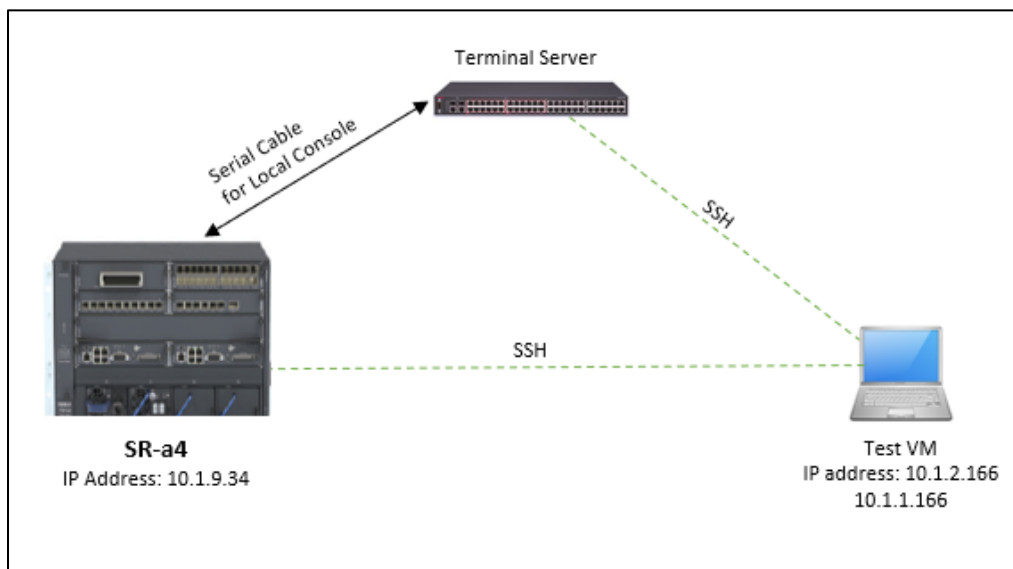 Terminal Server
Serial Cable
for Local Console
SSH
SSH
SR-a4
IP Address: 10.1.9.34
Test VM
IP address: 10.1.2.166
10.1.1.166